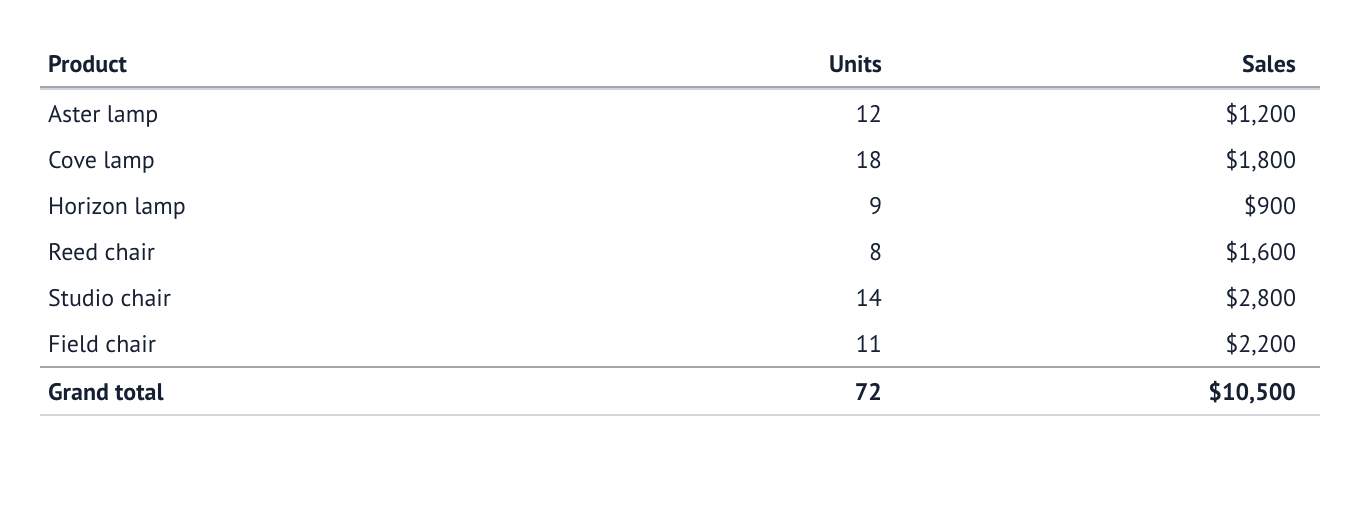 Product Units Sales
Aster lamp 12 $1,200
Cove lamp 18 $1,800
Horizon lamp 9 $900
Reed chair 8 $1,600
Studio chair 14 $2,800
Field chair 11 $2,200
Grand total 72 $10,500